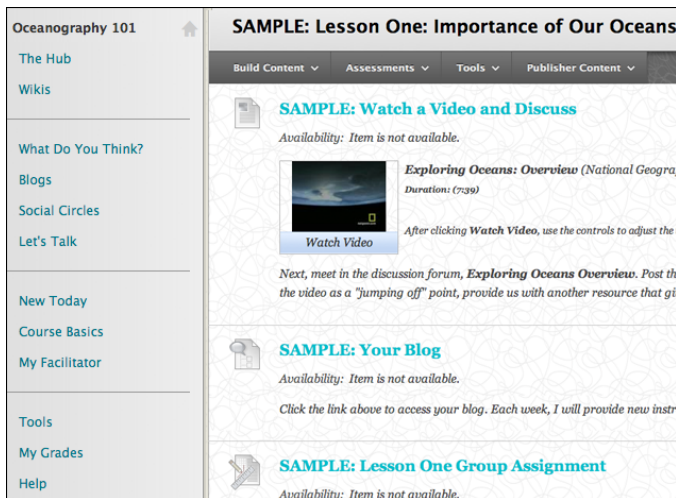 Oceanography 101
The Hub
Wikis
What Do You Think?
Blogs
Social Circles
Let's Talk
New Today
Course Basics
My Facilitator
Tools
My Grades
Help
SAMPLE: Lesson One: Importance of Our Oceans
Build Content
Assessments
Tools
Publisher Content
SAMPLE: Watch a Video and Discuss
Availability: Item is not available.
Exploring Oceans: Overview (National Geogra
Duration: (7:39)
After clicking Watch Video, use the controls to adjust the
Watch Video
Next, meet in the discussion forum, Exploring Oceans Overview. Post th
the video as a "jumping off" point, provide us with another resource that gi
SAMPLE: Your Blog
Availability: Item is not available.
Click the link above to access your blog. Each week, I will provide new instr
SAMPLE: Lesson One Group Assignment
Availability: Item is not available.